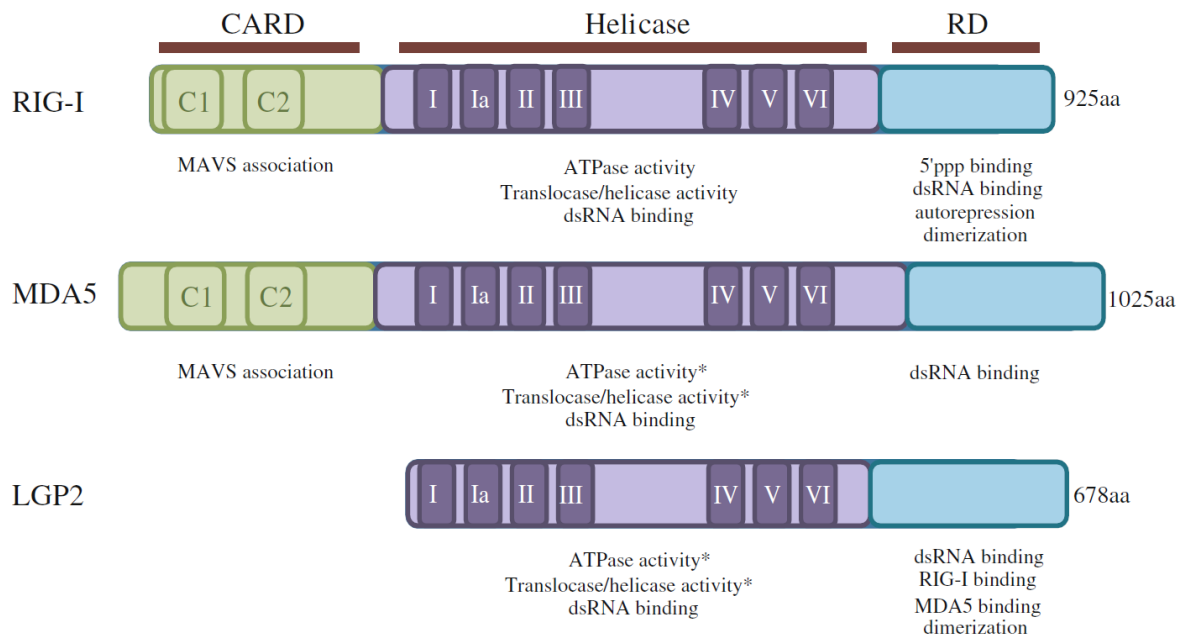 CARD Helicase RD
RIG-I C1 C2 I Ia II III IV V VI 925aa
MAVS association
ATPase activity
Translocase/helicase activity
dsRNA binding
5'ppp binding
dsRNA binding
autorepression
dimerization
MDA5 C1 C2 I Ia II III IV V VI 1025aa
MAVS association
ATPase activity*
Translocase/helicase activity*
dsRNA binding
dsRNA binding
LGP2 I Ia II III IV V VI 678aa
ATPase activity*
Translocase/helicase activity*
dsRNA binding
dsRNA binding
RIG-I binding
MDA5 binding
dimerization